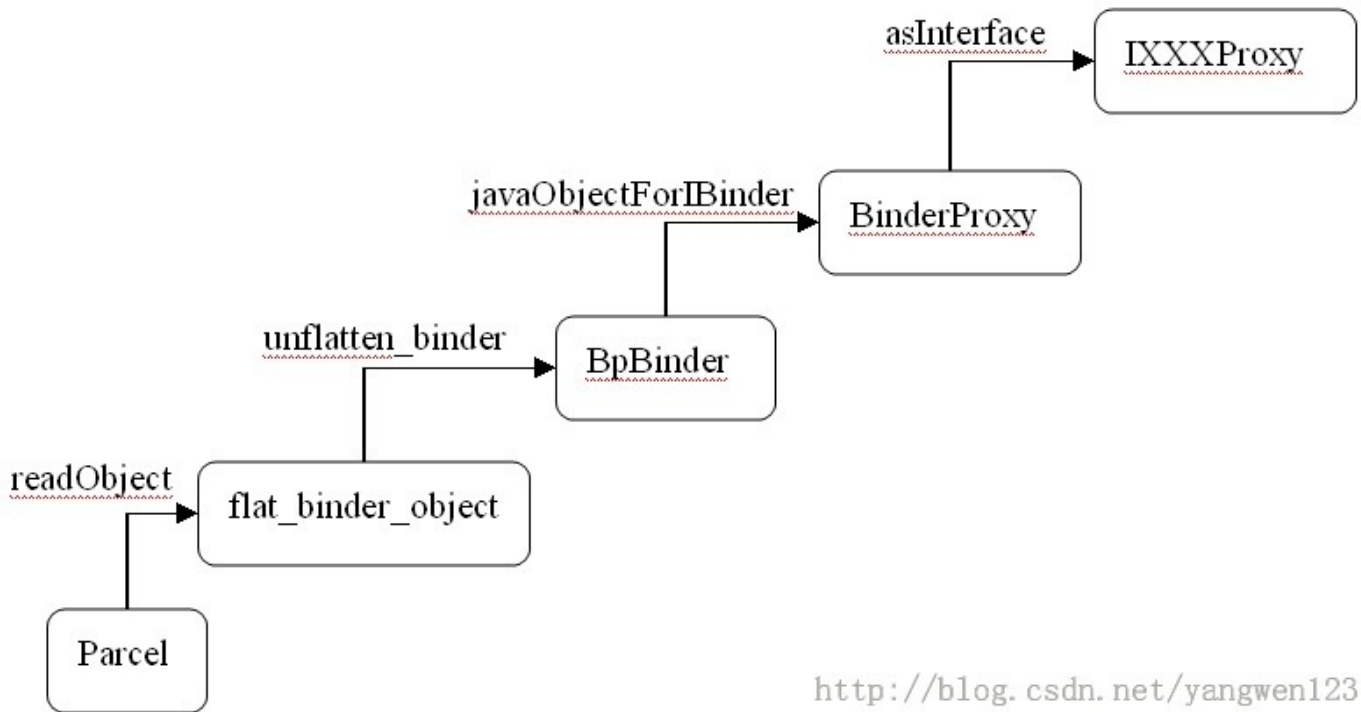 asInterface
IXXXProxy
javaObjectForIBinder
BinderProxy
unflatten_binder
BpBinder
readObject
flat_binder_object
Parcel
http://blog.csdn.net/yangwen123